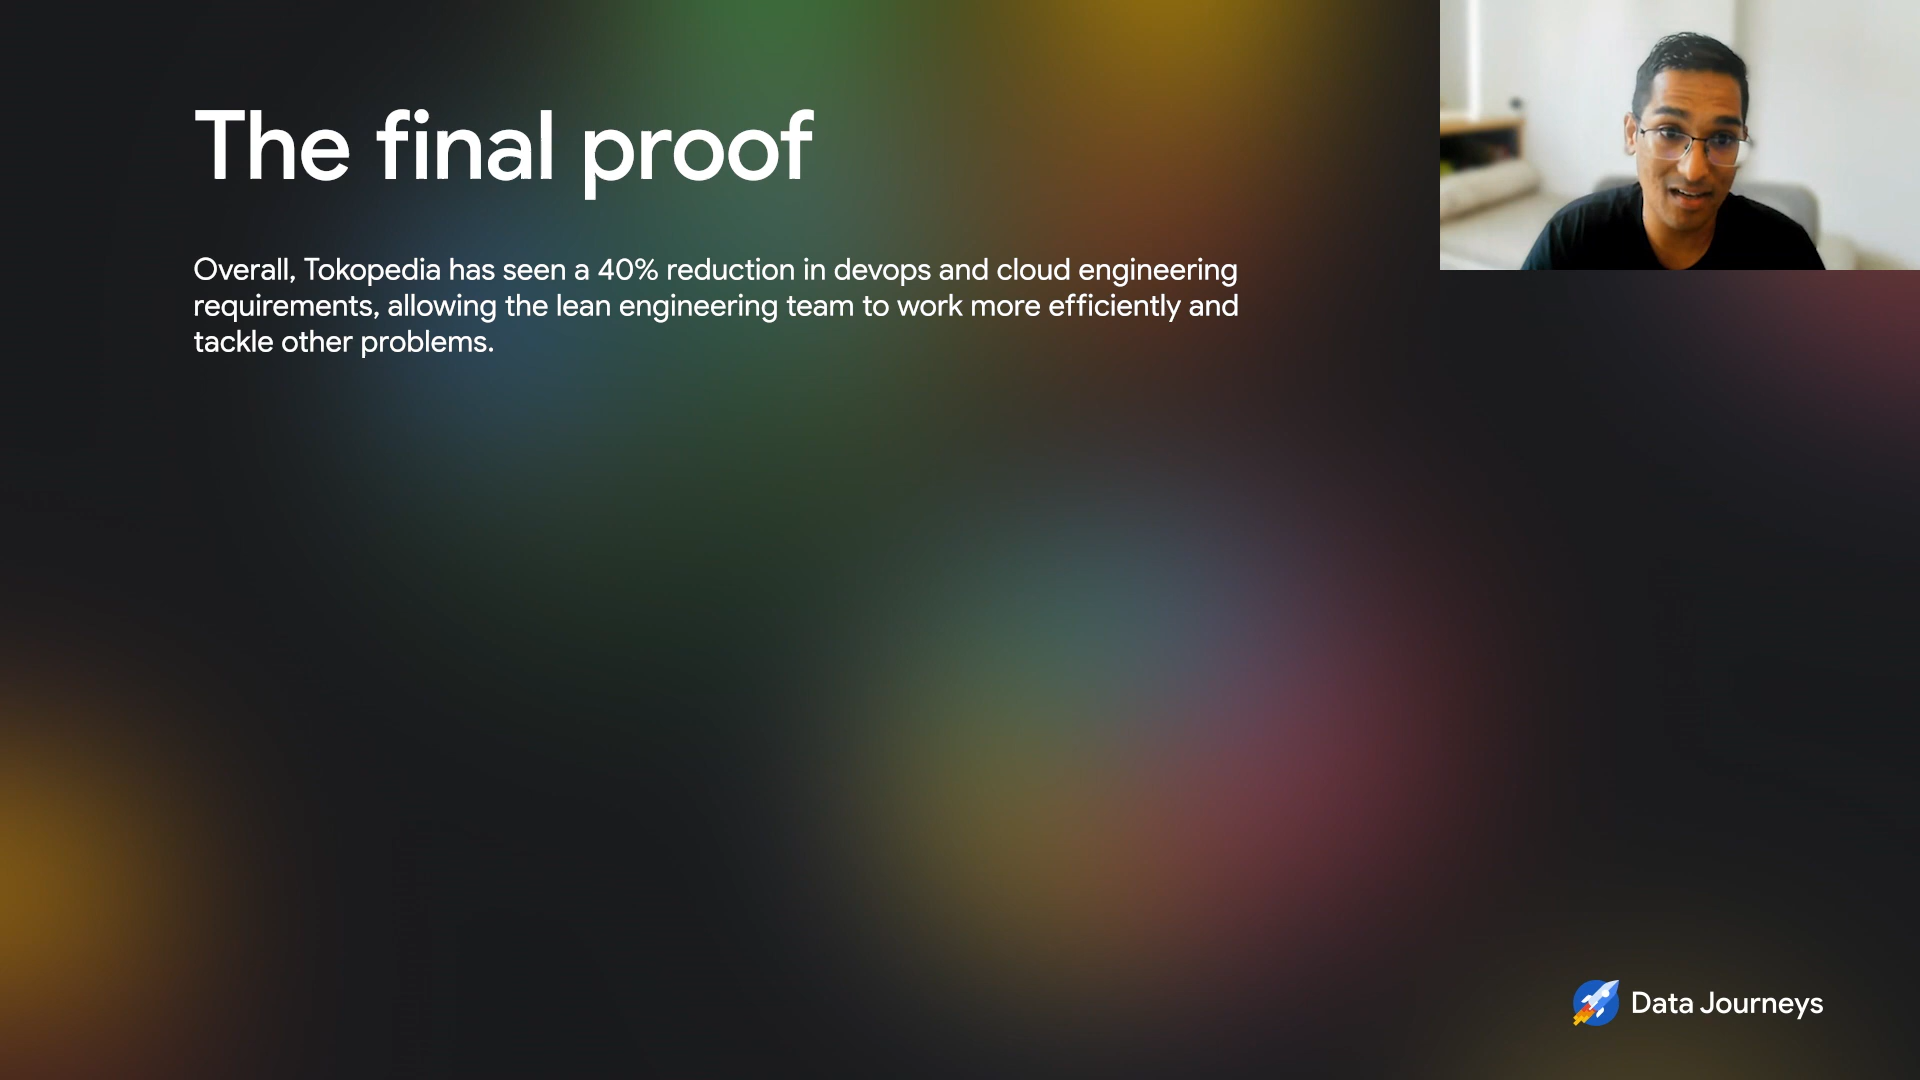 The final proof
Overall, Tokopedia has seen a 40% reduction in devops and cloud engineering
requirements, allowing the lean engineering team to work more efficiently and
tackle other problems.
Data Journeys